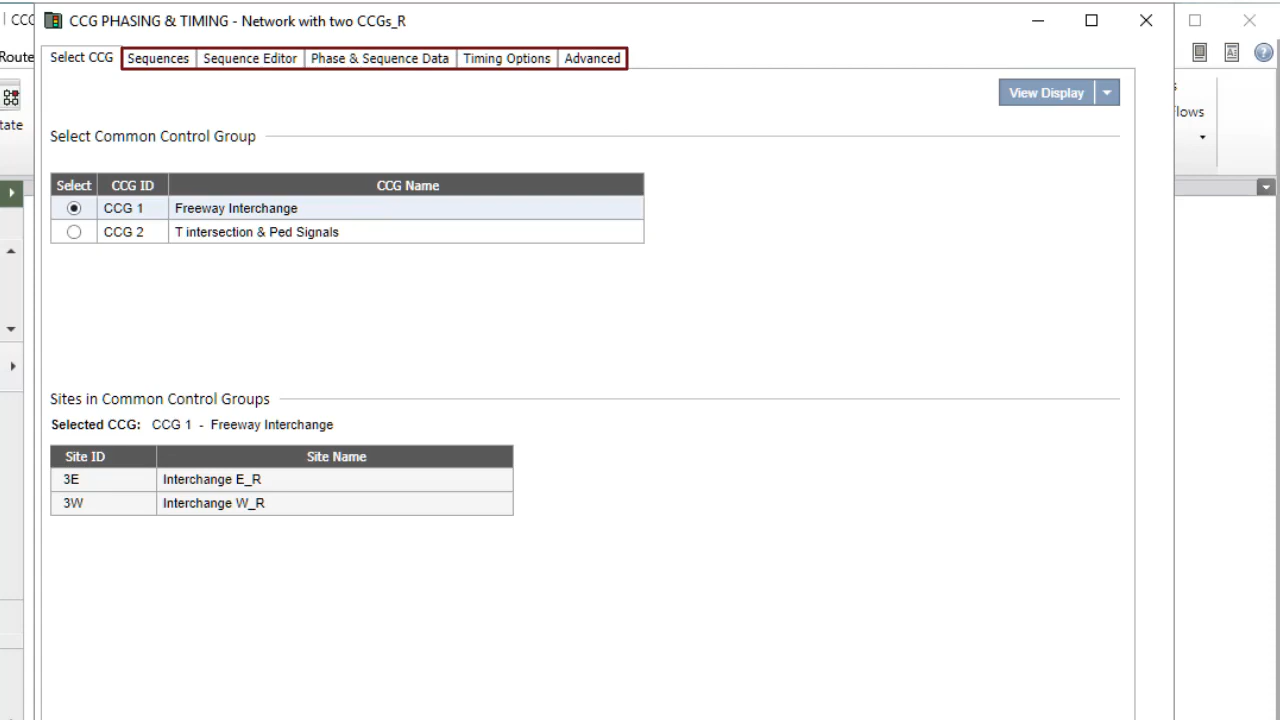 CCG PHASING & TIMING - Network with two CCGs_R
Route
Select CCG Sequences Sequence Editor Phase & Sequence Data Timing Options Advanced
View Display
tate
Select Common Control Group
Select CCG ID CCG Name
CCG 1 Freeway Interchange
CCG 2 T intersection & Ped Signals
Sites in Common Control Groups
Selected CCG: CCG 1 - Freeway Interchange
Site ID Site Name
3E Interchange E_R
3W Interchange W_R